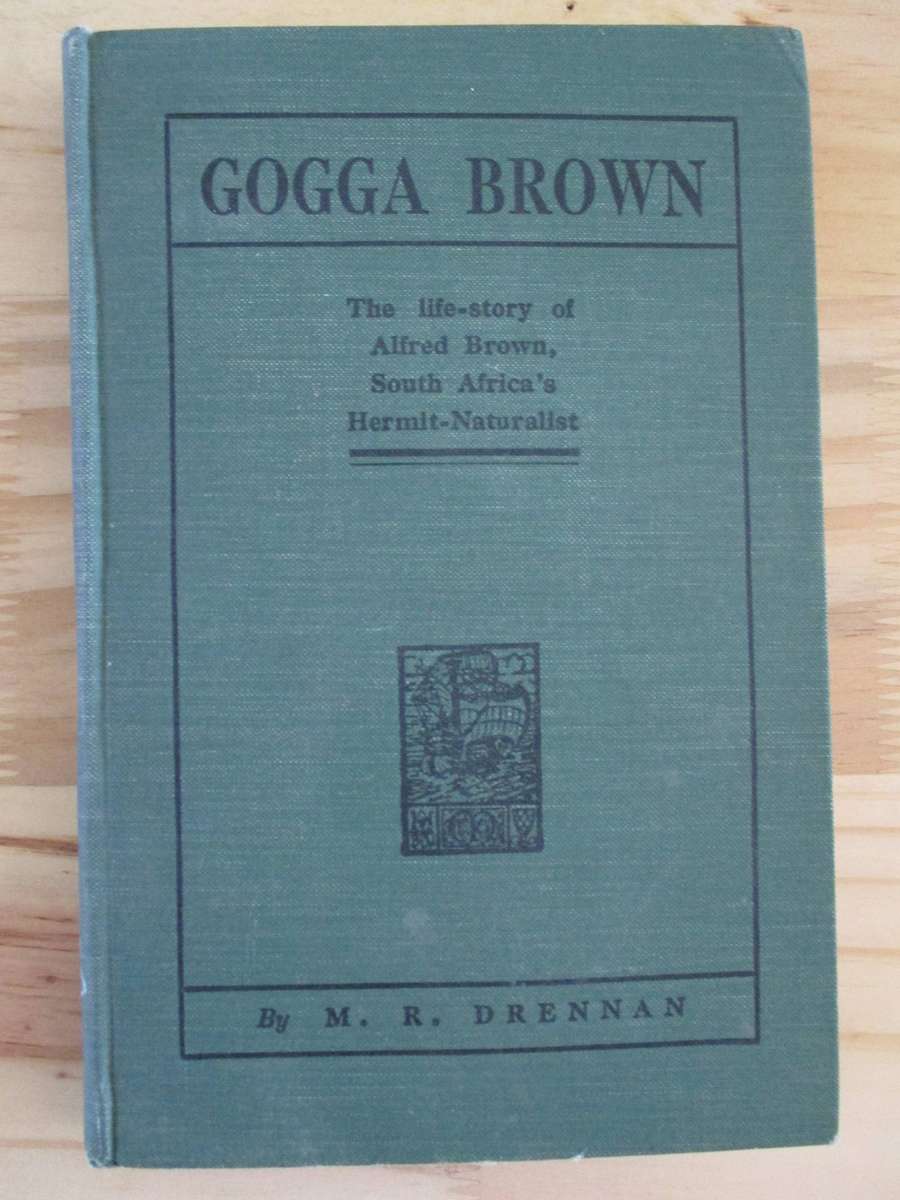 GOGGA BROWN
The life-story of
Alfred Brown,
South Africa's
Hermit-Naturalist
By M. R. DRENNAN